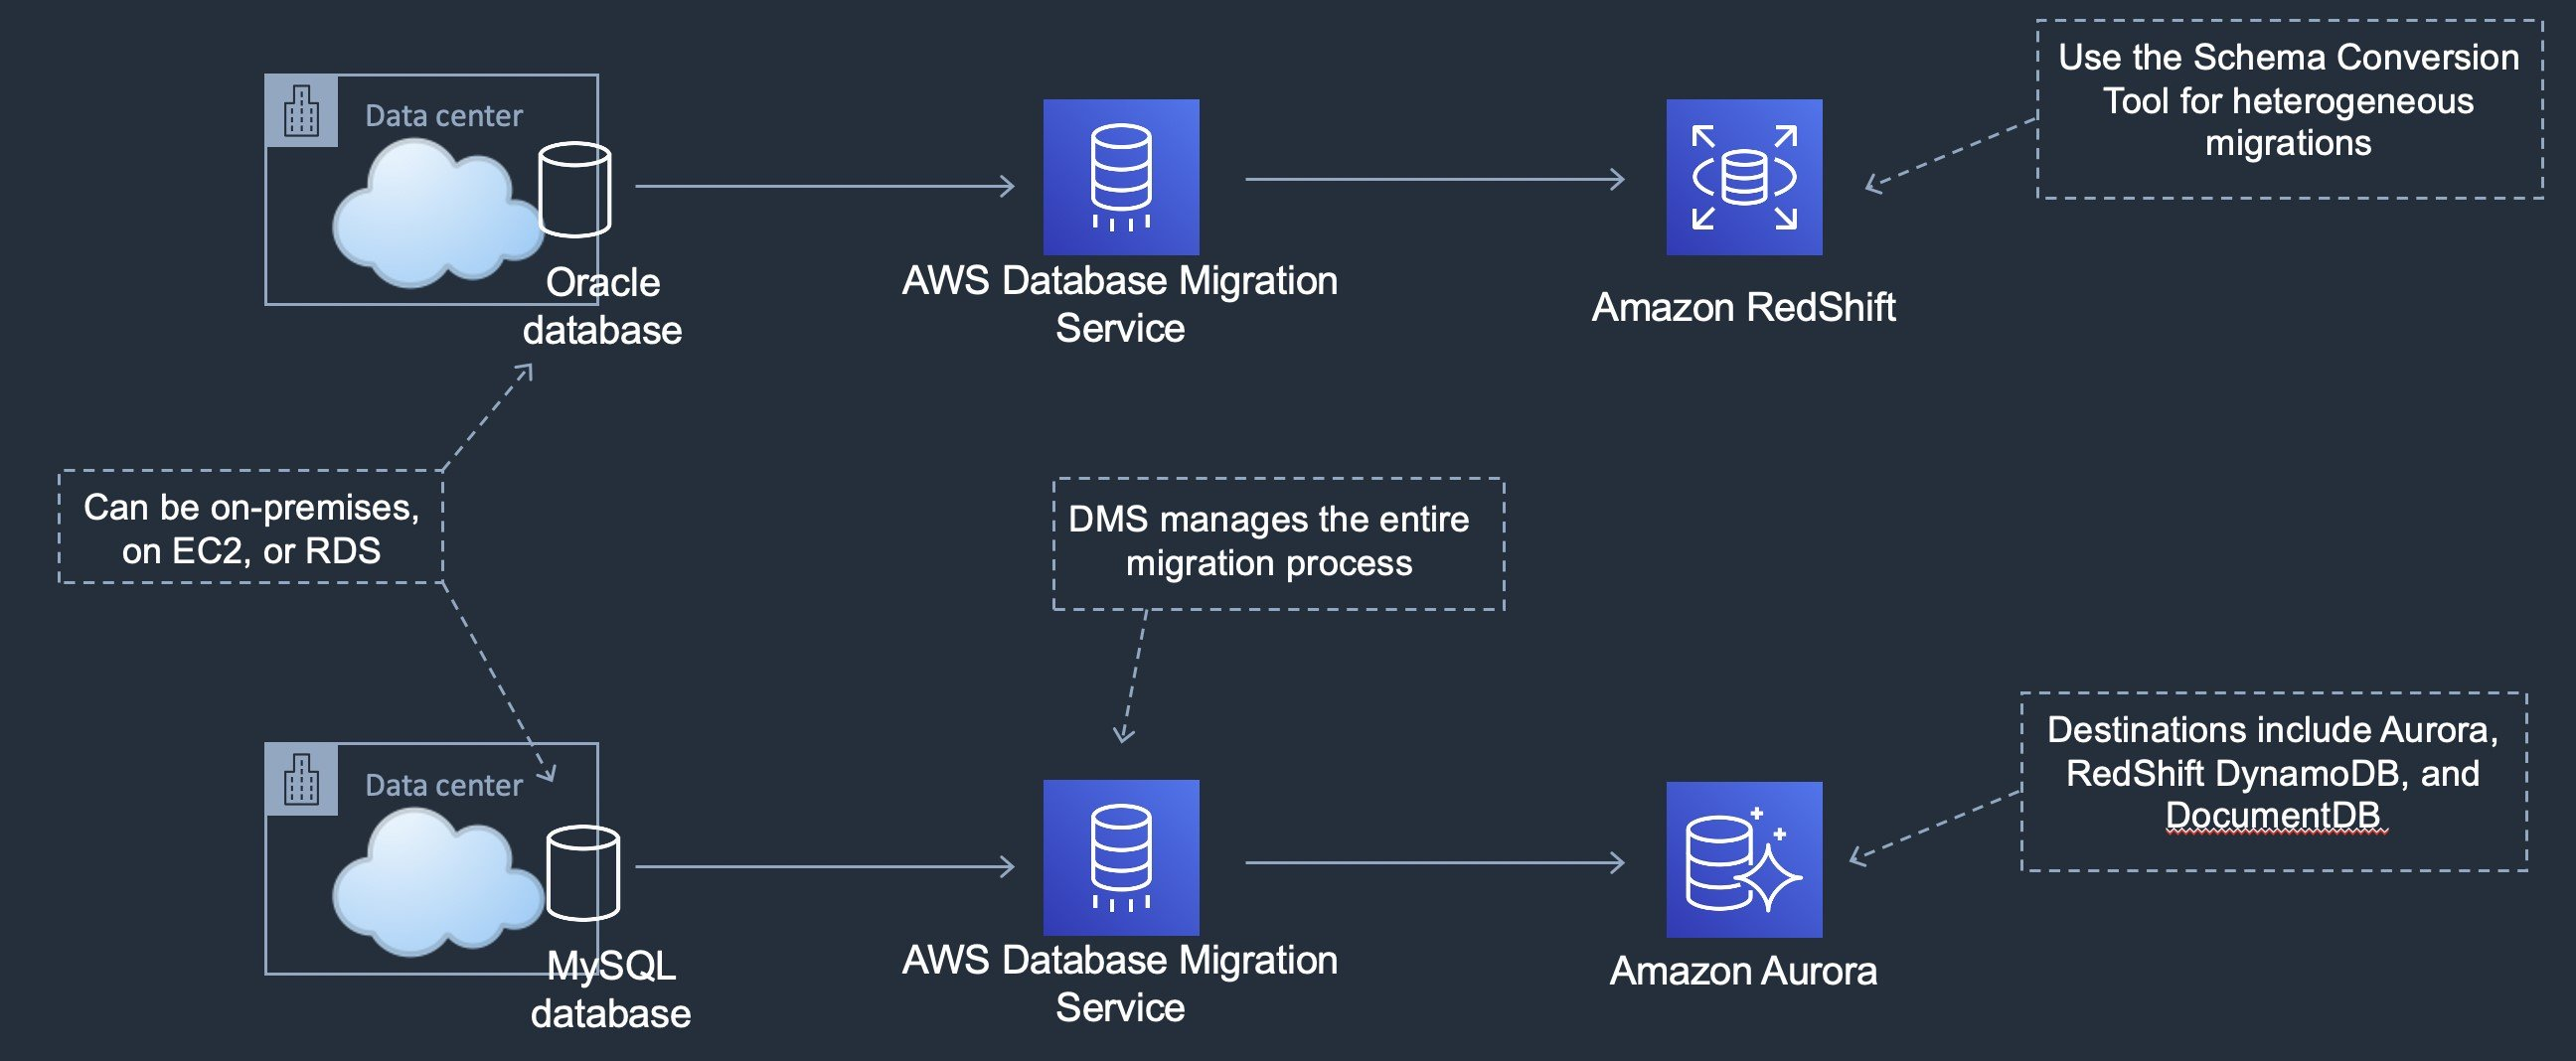 Data center
Oracle
database
AWS Database Migration
Service
Amazon RedShift
Use the Schema Conversion
Tool for heterogeneous
migrations
Can be on-premises,
on EC2, or RDS
DMS manages the entire
migration process
Data center
MySQL
database
AWS Database Migration
Service
Amazon Aurora
Destinations include Aurora,
RedShift DynamoDB, and
DocumentDB